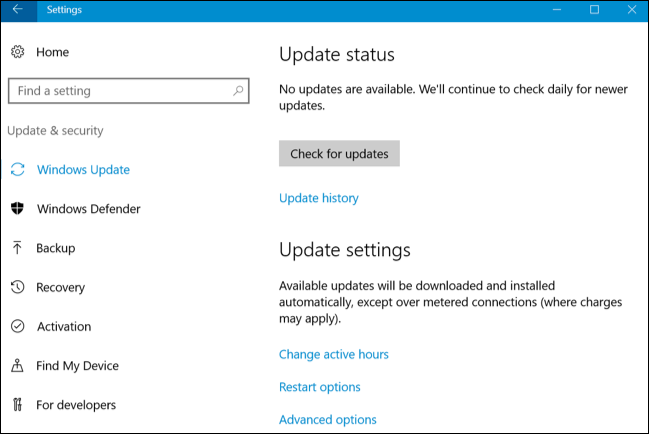 Settings
Home
Find a setting
Update & security
Windows Update
Windows Defender
Backup
Recovery
Activation
Find My Device
For developers
Update status
No updates are available. We'll continue to check daily for newer
updates.
Check for updates
Update history
Update settings
Available updates will be downloaded and installed
automatically, except over metered connections (where charges
may apply).
Change active hours
Restart options
Advanced options